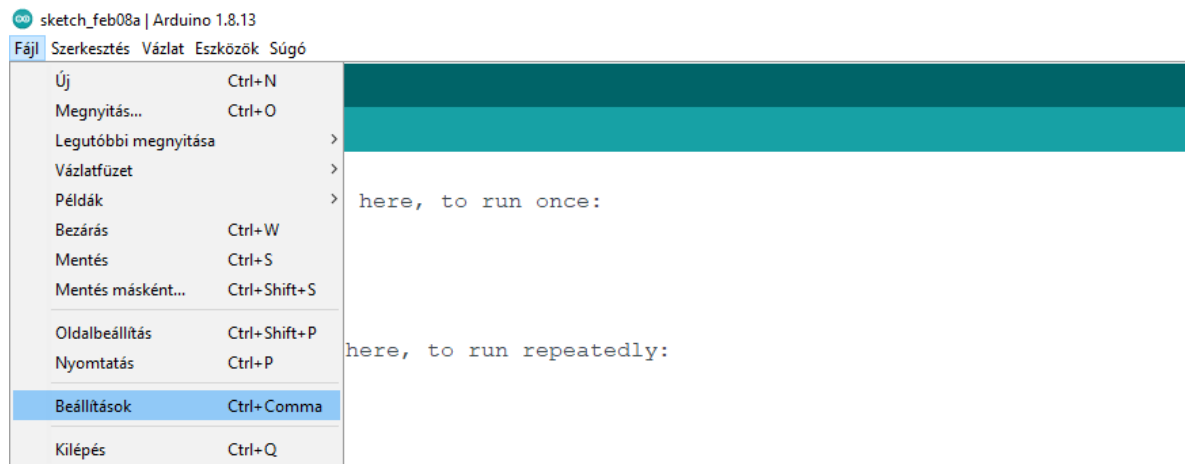 sketch_feb08a | Arduino 1.8.13
Fájl Szerkesztés Vázlat Eszközök Súgó
Új Ctrl+N
Megnyitás... Ctrl+O
Legutóbbi megnyitása
Vázlatfüzet
Példák
Bezárás Ctrl+W
Mentés Ctrl+S
Mentés másként... Ctrl+Shift+S
Oldalbeállítás Ctrl+Shift+P
Nyomtatás Ctrl+P
Beállítások Ctrl+Comma
Kilépés Ctrl+Q
here, to run once:
here, to run repeatedly: